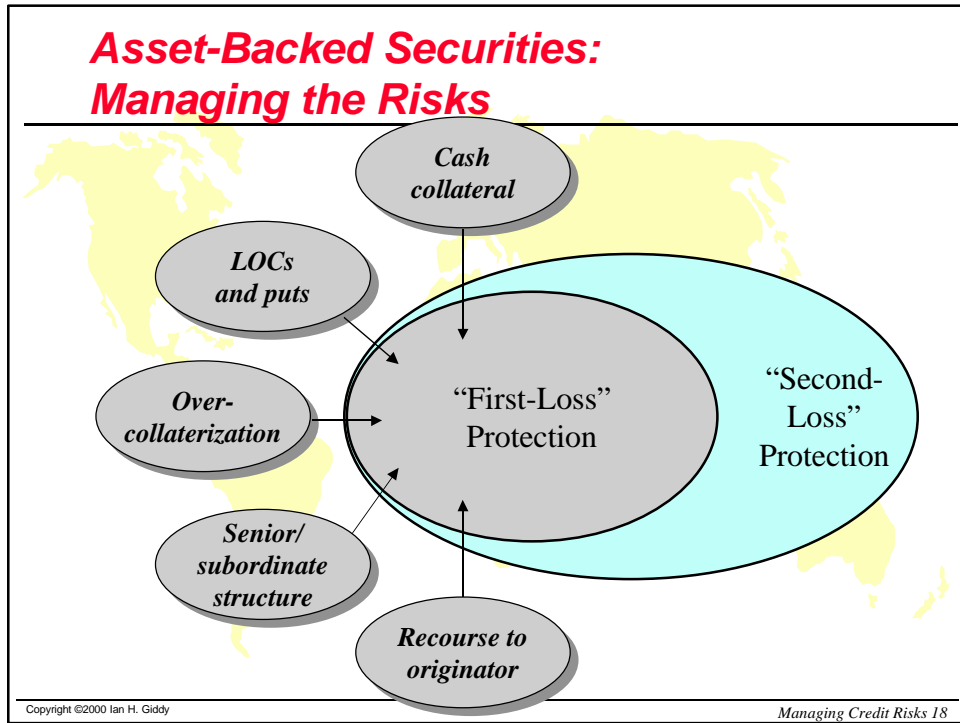 Asset-Backed Securities:
Managing the Risks
Cash
collateral
LOCs
and puts
Over-
collaterization
Senior/
subordinate
structure
Recourse to
originator
“First-Loss”
Protection
“Second-
Loss”
Protection
Copyright ©2000 Ian H. Giddy
Managing Credit Risks 18